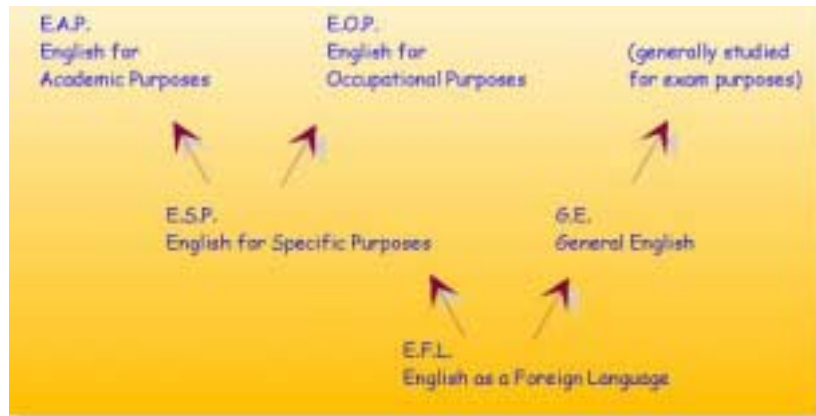 E.A.P.
English for
Academic Purposes
E.O.P.
English for
Occupational Purposes
(generally studied
for exam purposes)
E.S.P.
English for Specific Purposes
G.E.
General English
E.F.L.
English as a Foreign Language